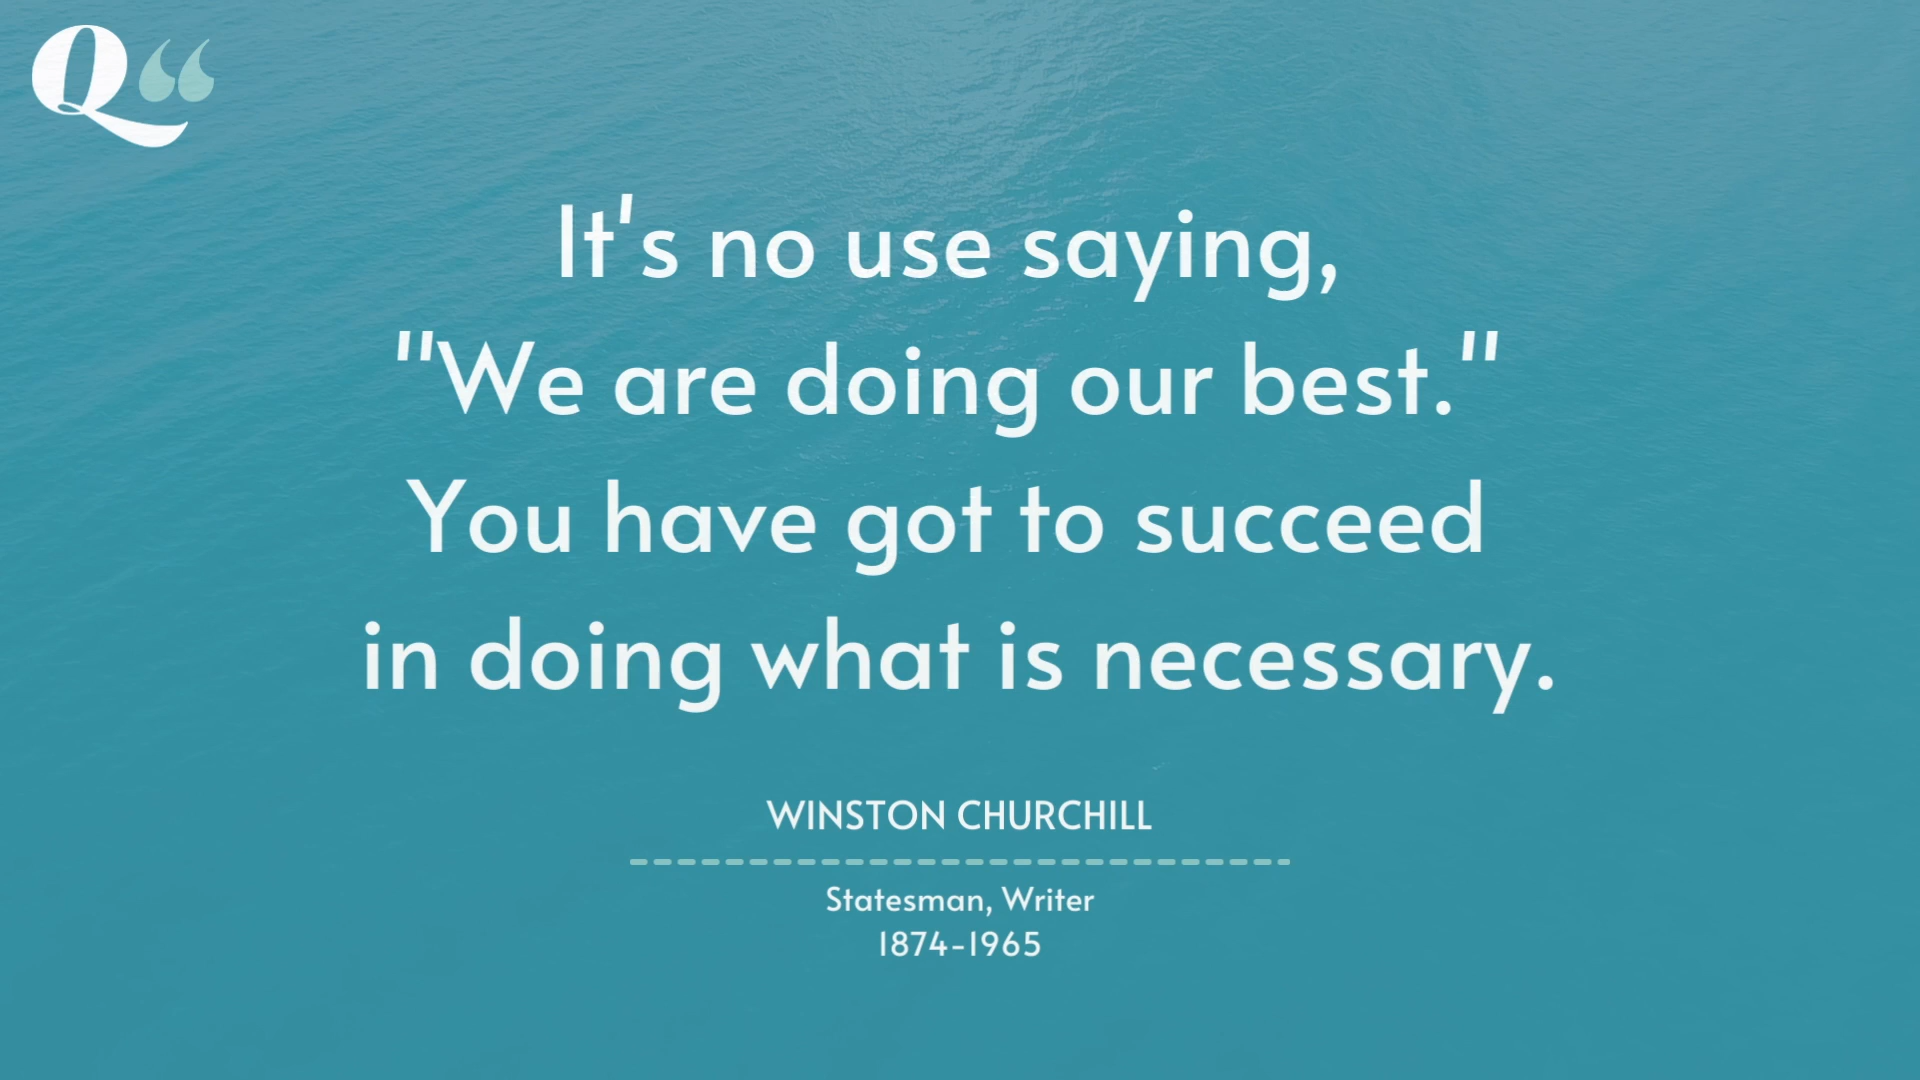 Q“
It's no use saying,
"We are doing our best."
You have got to succeed
in doing what is necessary.
WINSTON CHURCHILL
Statesman, Writer
1874-1965